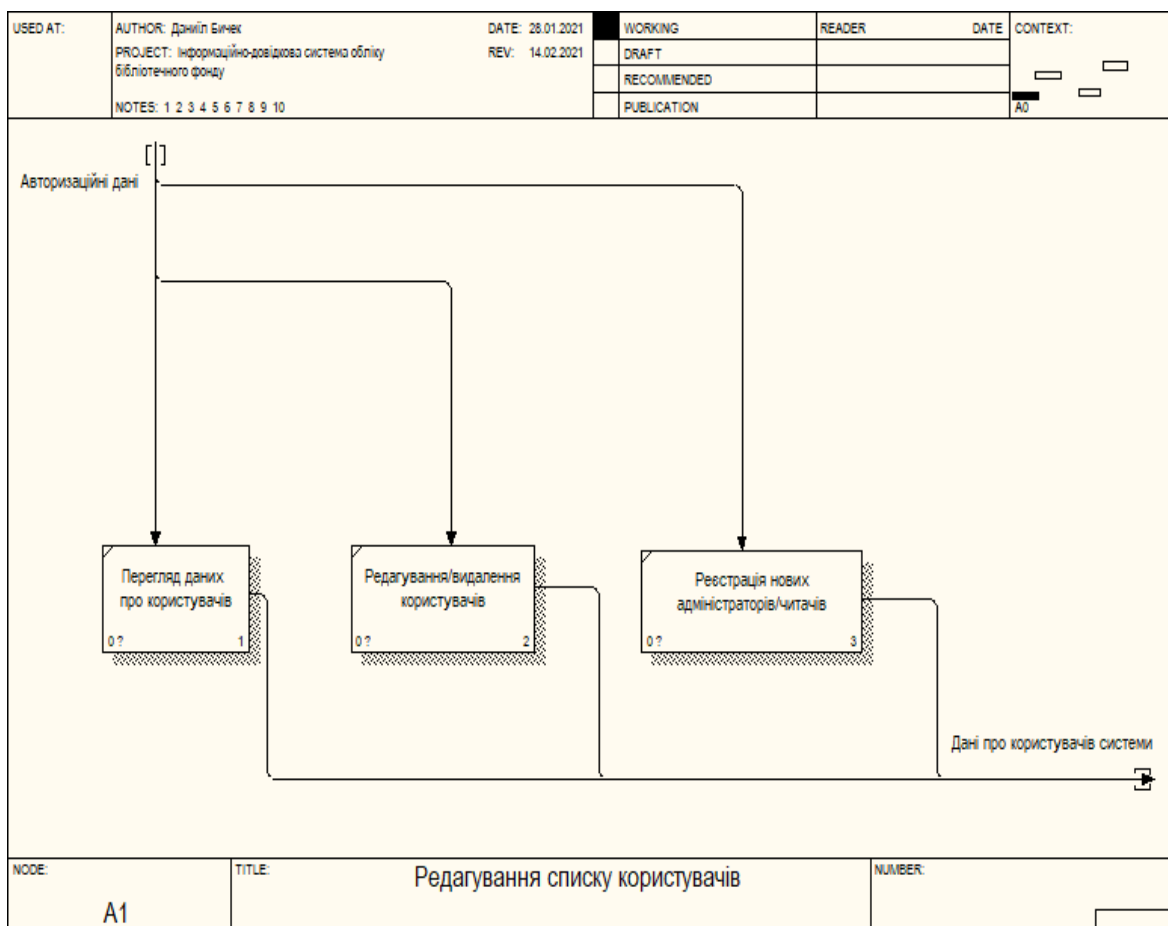 USED AT:
AUTHOR: Даниїл Бичек
DATE: 28.01.2021
PROJECT: Інформаційно-довідкова система обліку
бібліотечного фонду
REV: 14.02.2021
NOTES: 1 2 3 4 5 6 7 8 9 10
WORKING
DRAFT
RECOMMENDED
PUBLICATION
READER
DATE
CONTEXT:
A0
Авторизаційні дані
Перегляд даних
про користувачів
0 ?
1
Редагування/видалення
користувачів
0 ?
2
Реєстрація нових
адміністраторів/читачів
0 ?
3
Дані про користувачів системи
NODE:
A1
TITLE:
Редагування списку користувачів
NUMBER: